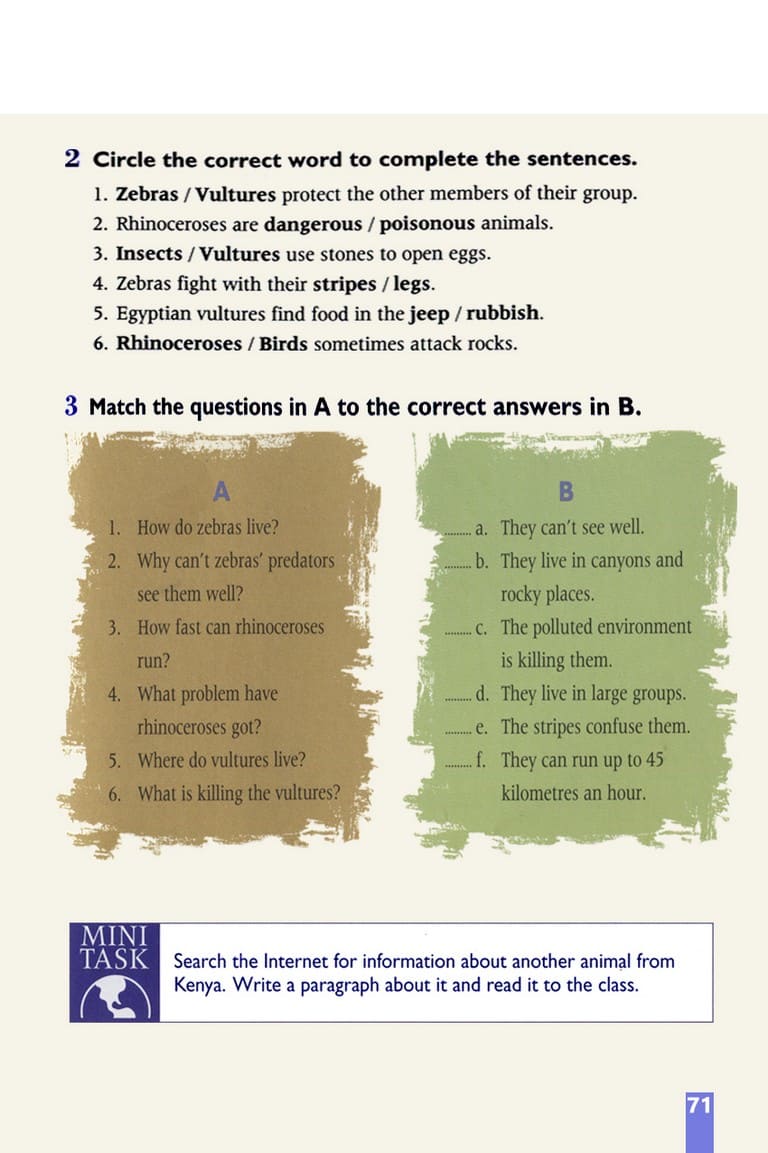 2 Circle the correct word to complete the sentences.
1. Zebras / Vultures protect the other members of their group.
2. Rhinoceroses are dangerous / poisonous animals.
3. Insects / Vultures use stones to open eggs.
4. Zebras fight with their stripes / legs.
5. Egyptian vultures find food in the jeep / rubbish.
6. Rhinoceroses / Birds sometimes attack rocks.
3 Match the questions in A to the correct answers in B.
A
1. How do zebras live?
2. Why can't zebras' predators
see them well?
3. How fast can rhinoceroses
run?
4. What problem have
rhinoceroses got?
5. Where do vultures live?
6. What is killing the vultures?
B
......... a. They can't see well.
......... b. They live in canyons and
rocky places.
......... c. The polluted environment
is killing them.
......... d. They live in large groups.
......... e. The stripes confuse them.
......... f. They can run up to 45
kilometres an hour.
MINI
TASK
Search the Internet for information about another animal from
Kenya. Write a paragraph about it and read it to the class.
71